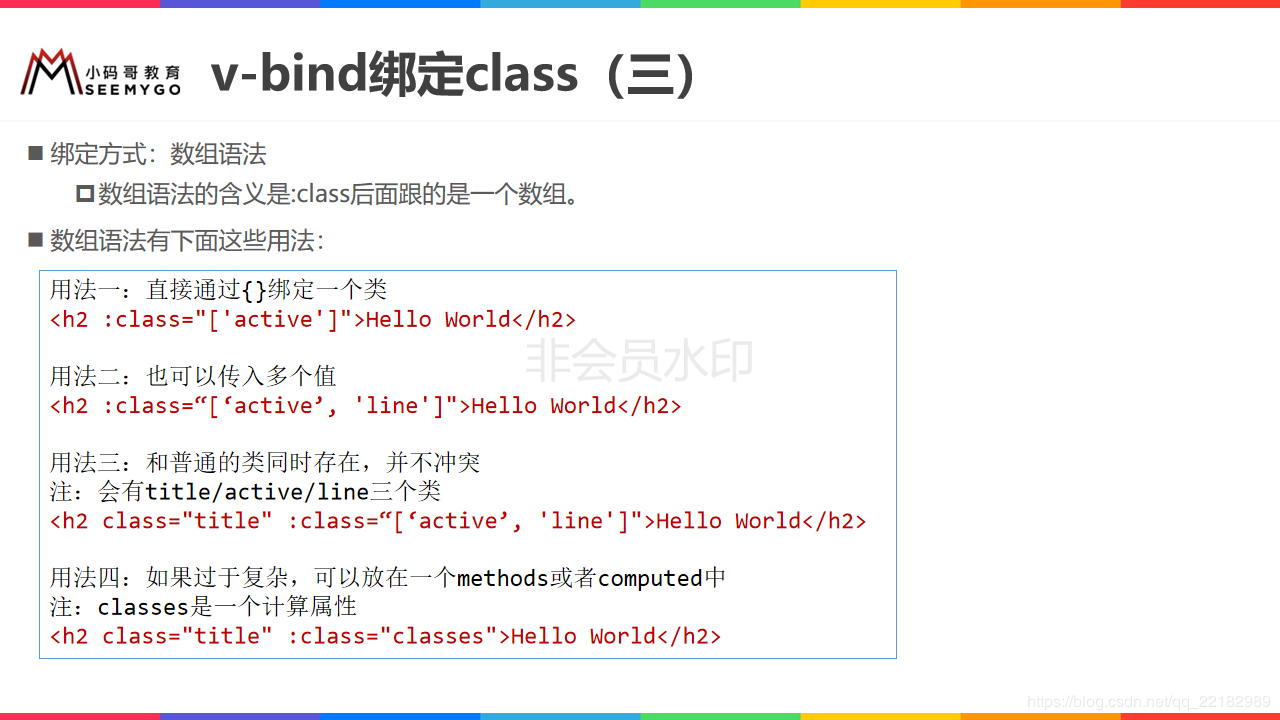 小码哥教育
SEEMYGO
v-bind绑定class（三）
绑定方式：数组语法
数组语法的含义是:class后面跟的是一个数组。
数组语法有下面这些用法：
用法一：直接通过{}绑定一个类
<h2 :class="['active']">Hello World</h2>
用法二：也可以传入多个值
<h2 :class=“[‘active’, 'line']">Hello World</h2>
用法三：和普通的类同时存在，并不冲突
注：会有title/active/line三个类
<h2 class="title" :class=“[‘active’, 'line']">Hello World</h2>
用法四：如果过于复杂，可以放在一个methods或者computed中
注：classes是一个计算属性
<h2 class="title" :class="classes">Hello World</h2>
非会员水印
https://blog.csdn.net/qq_22182989